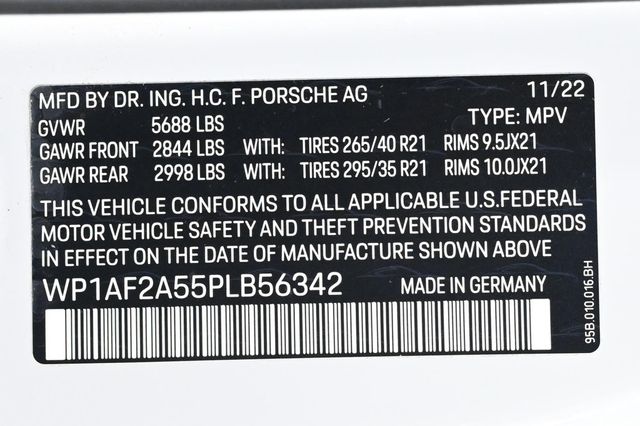 MFD BY DR. ING. H.C. F. PORSCHE AG 11/22
GVWR 5688 LBS TYPE: MPV
GAWR FRONT 2844 LBS WITH: TIRES 265/40 R21 RIMS 9.5JX21
GAWR REAR 2998 LBS WITH: TIRES 295/35 R21 RIMS 10.0JX21
THIS VEHICLE CONFORMS TO ALL APPLICABLE U.S.FEDERAL
MOTOR VEHICLE SAFETY AND THEFT PREVENTION STANDARDS
IN EFFECT ON THE DATE OF MANUFACTURE SHOWN ABOVE
WP1AF2A55PLB56342 MADE IN GERMANY
95B.010.016.BH